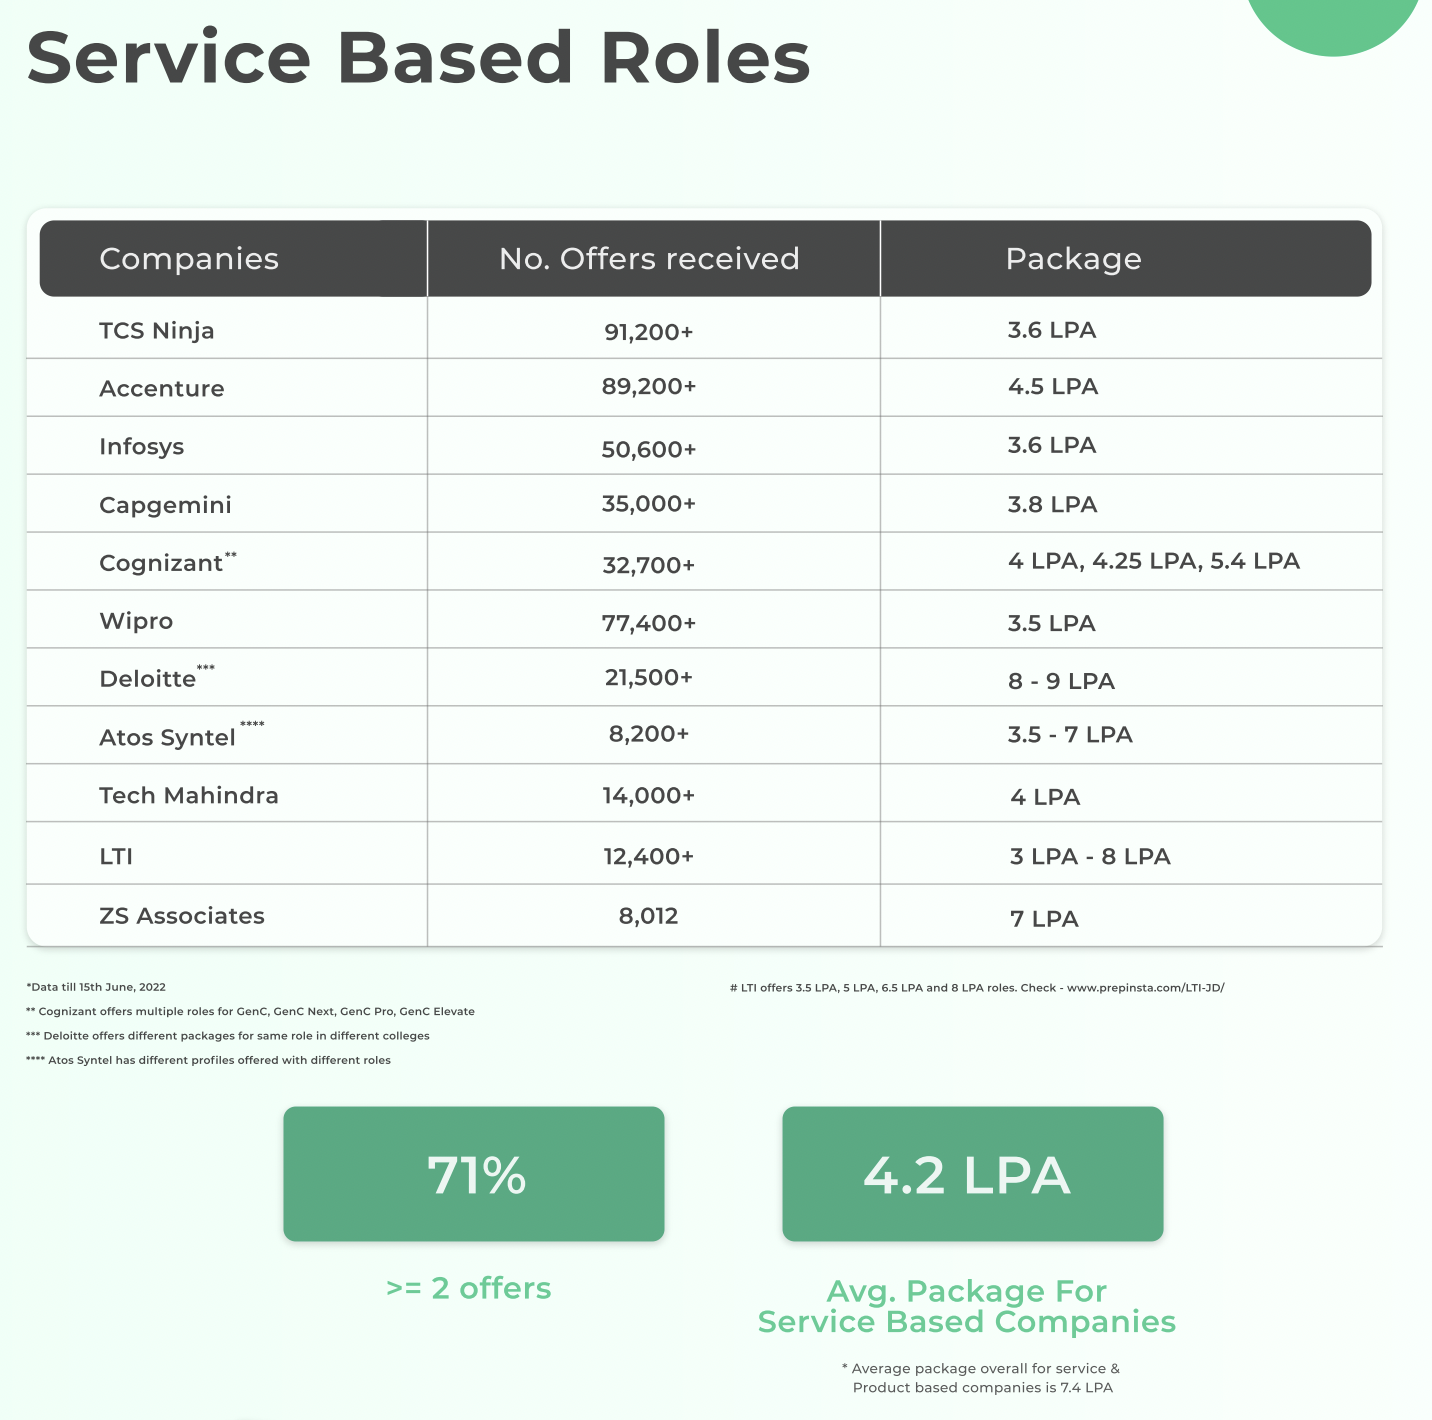 Service Based Roles
Companies No. Offers received Package
TCS Ninja 91,200+ 3.6 LPA
Accenture 89,200+ 4.5 LPA
Infosys 50,600+ 3.6 LPA
Capgemini 35,000+ 3.8 LPA
Cognizant** 32,700+ 4 LPA, 4.25 LPA, 5.4 LPA
Wipro 77,400+ 3.5 LPA
Deloitte*** 21,500+ 8 - 9 LPA
Atos Syntel**** 8,200+ 3.5 - 7 LPA
Tech Mahindra 14,000+ 4 LPA
LTI 12,400+ 3 LPA - 8 LPA
ZS Associates 8,012 7 LPA
*Data till 15th June, 2022
** Cognizant offers multiple roles for GenC, GenC Next, GenC Pro, GenC Elevate
*** Deloitte offers different packages for same role in different colleges
**** Atos Syntel has different profiles offered with different roles
# LTI offers 3.5 LPA, 5 LPA, 6.5 LPA and 8 LPA roles. Check - www.prepinsta.com/LTI-JD/
71%
>= 2 offers
4.2 LPA
Avg. Package For
Service Based Companies
* Average package overall for service &
Product based companies is 7.4 LPA